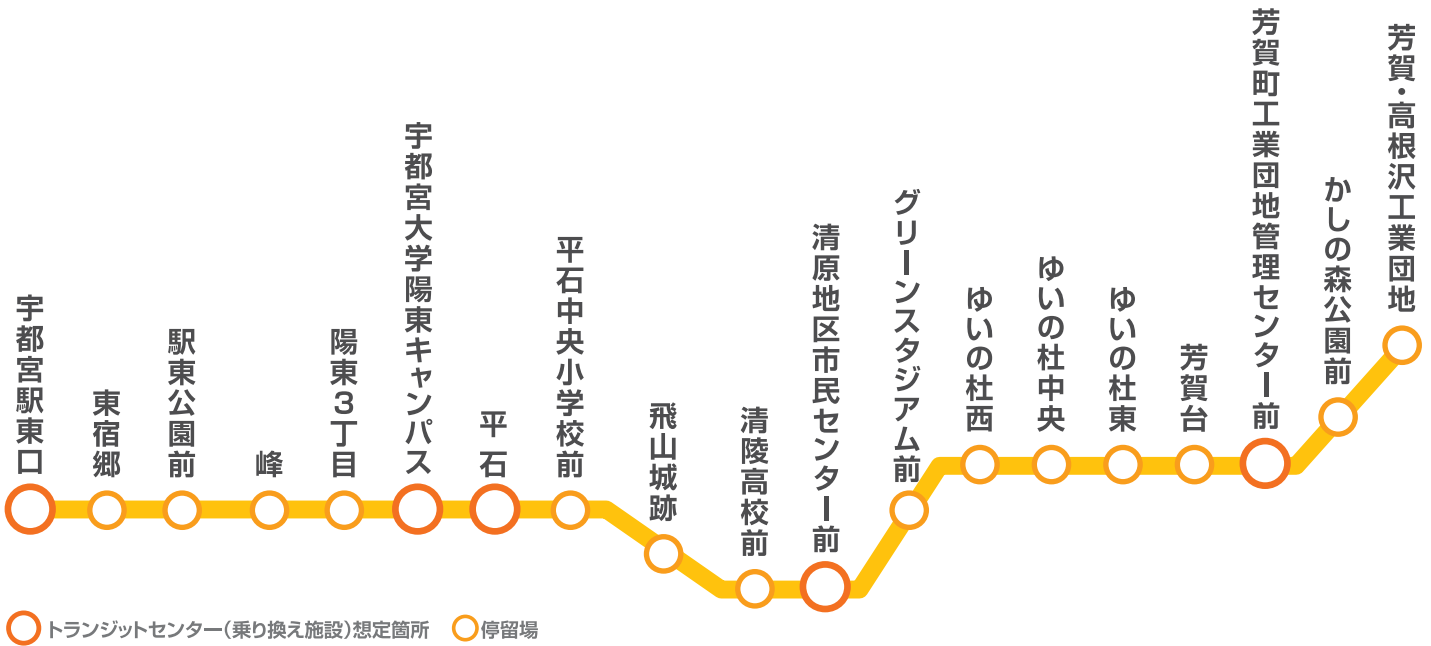 宇都宮駅東口
東宿郷
駅東公園前
峰
陽東3丁目
宇都宮大学陽東キャンパス
平石
平石中央小学校前
飛山城跡
清陵高校前
清原地区市民センター前
グリーンスタジアム前
ゆいの杜西
ゆいの杜中央
ゆいの杜東
芳賀台
芳賀町工業団地管理センター前
かしの森公園前
芳賀・高根沢工業団地
トランジットセンター(乗り換え施設)想定箇所
停留場